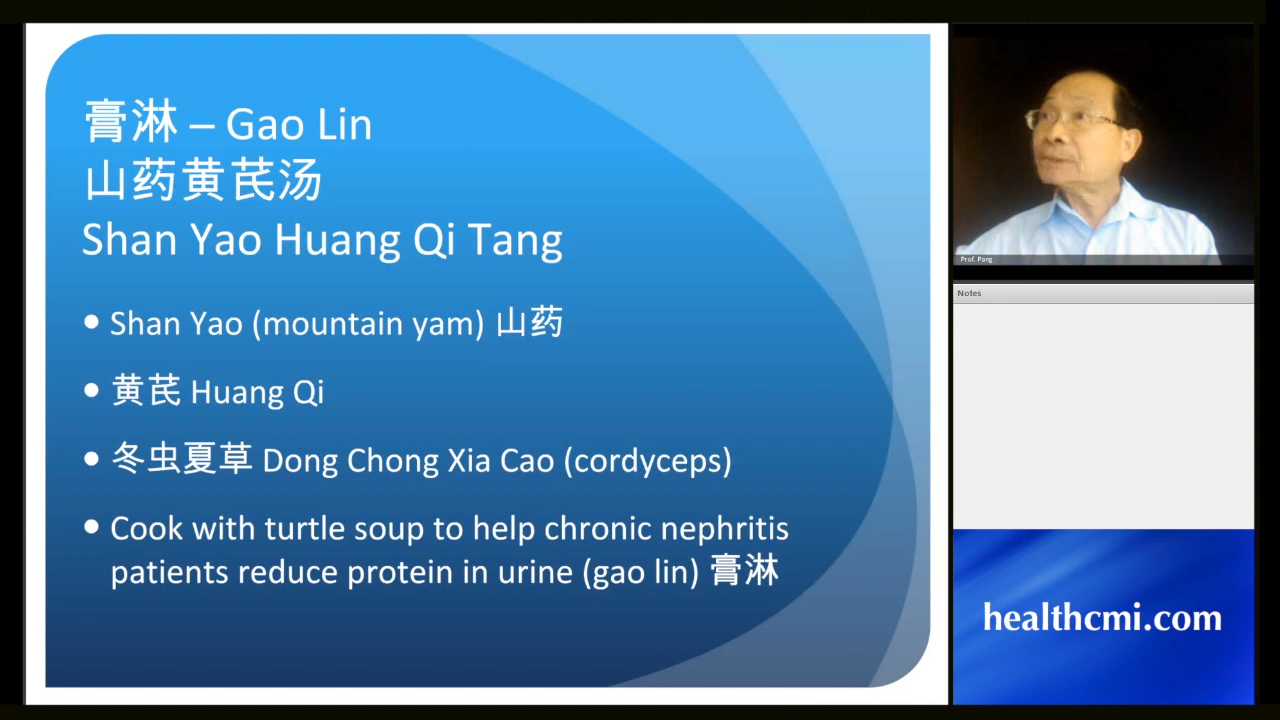 膏淋 – Gao Lin
山药黄芪汤
Shan Yao Huang Qi Tang
• Shan Yao (mountain yam) 山药
• 黄芪 Huang Qi
• 冬虫夏草 Dong Chong Xia Cao (cordyceps)
• Cook with turtle soup to help chronic nephritis
patients reduce protein in urine (gao lin) 膏淋
Prof. Pang
Notes
healthcmi.com